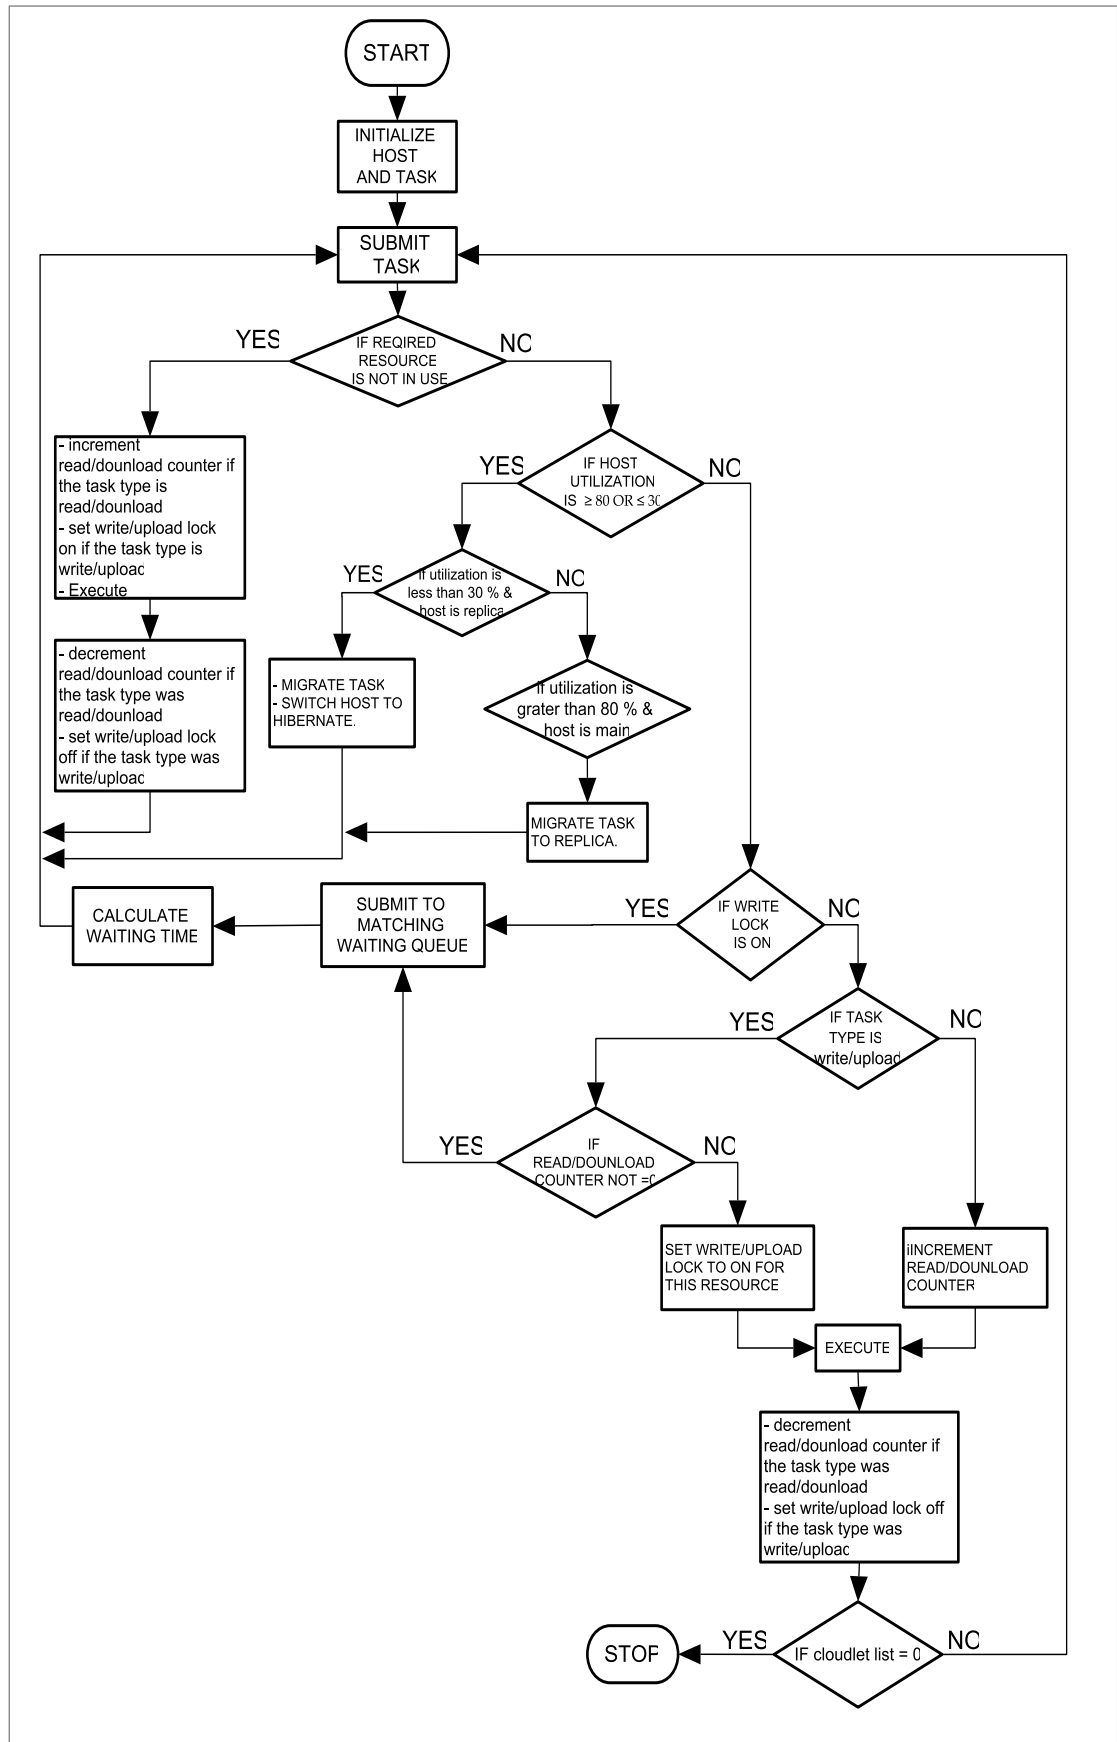 START
INITIALIZE
HOST
AND TASK
SUBMIT
TASK
YES
NO
IF REQIRED
RESOURCE
IS NOT IN USE
- increment
read/dounload counter if
the task type is
read/dounload
- set write/upload lock
on if the task type is
write/upload
- Execute
YES
NO
IF HOST
UTILIZATION
IS ≥ 80 OR ≤ 30
YES
NO
If utilization is
less than 30 % &
host is replica
- decrement
read/dounload counter if
the task type was
read/dounload
- set write/upload lock
off if the task type was
write/upload
- MIGRATE TASK
- SWITCH HOST TO
HIBERNATE.
If utilization is
grater than 80 % &
host is main
MIGRATE TASK
TO REPLICA.
CALCULATE
WAITING TIME
SUBMIT TO
MATCHING
WAITING QUEUE
YES
NO
IF WRITE
LOCK
IS ON
YES
NO
IF TASK
TYPE IS
write/upload
YES
NO
IF
READ/DOUNLOAD
COUNTER NOT =0
SET WRITE/UPLOAD
LOCK TO ON FOR
THIS RESOURCE
iINCREMENT
READ/DOUNLOAD
COUNTER
EXECUTE
- decrement
read/dounload counter if
the task type was
read/dounload
- set write/upload lock off
if the task type was
write/upload
STOP
YES
NO
IF cloudlet list = 0